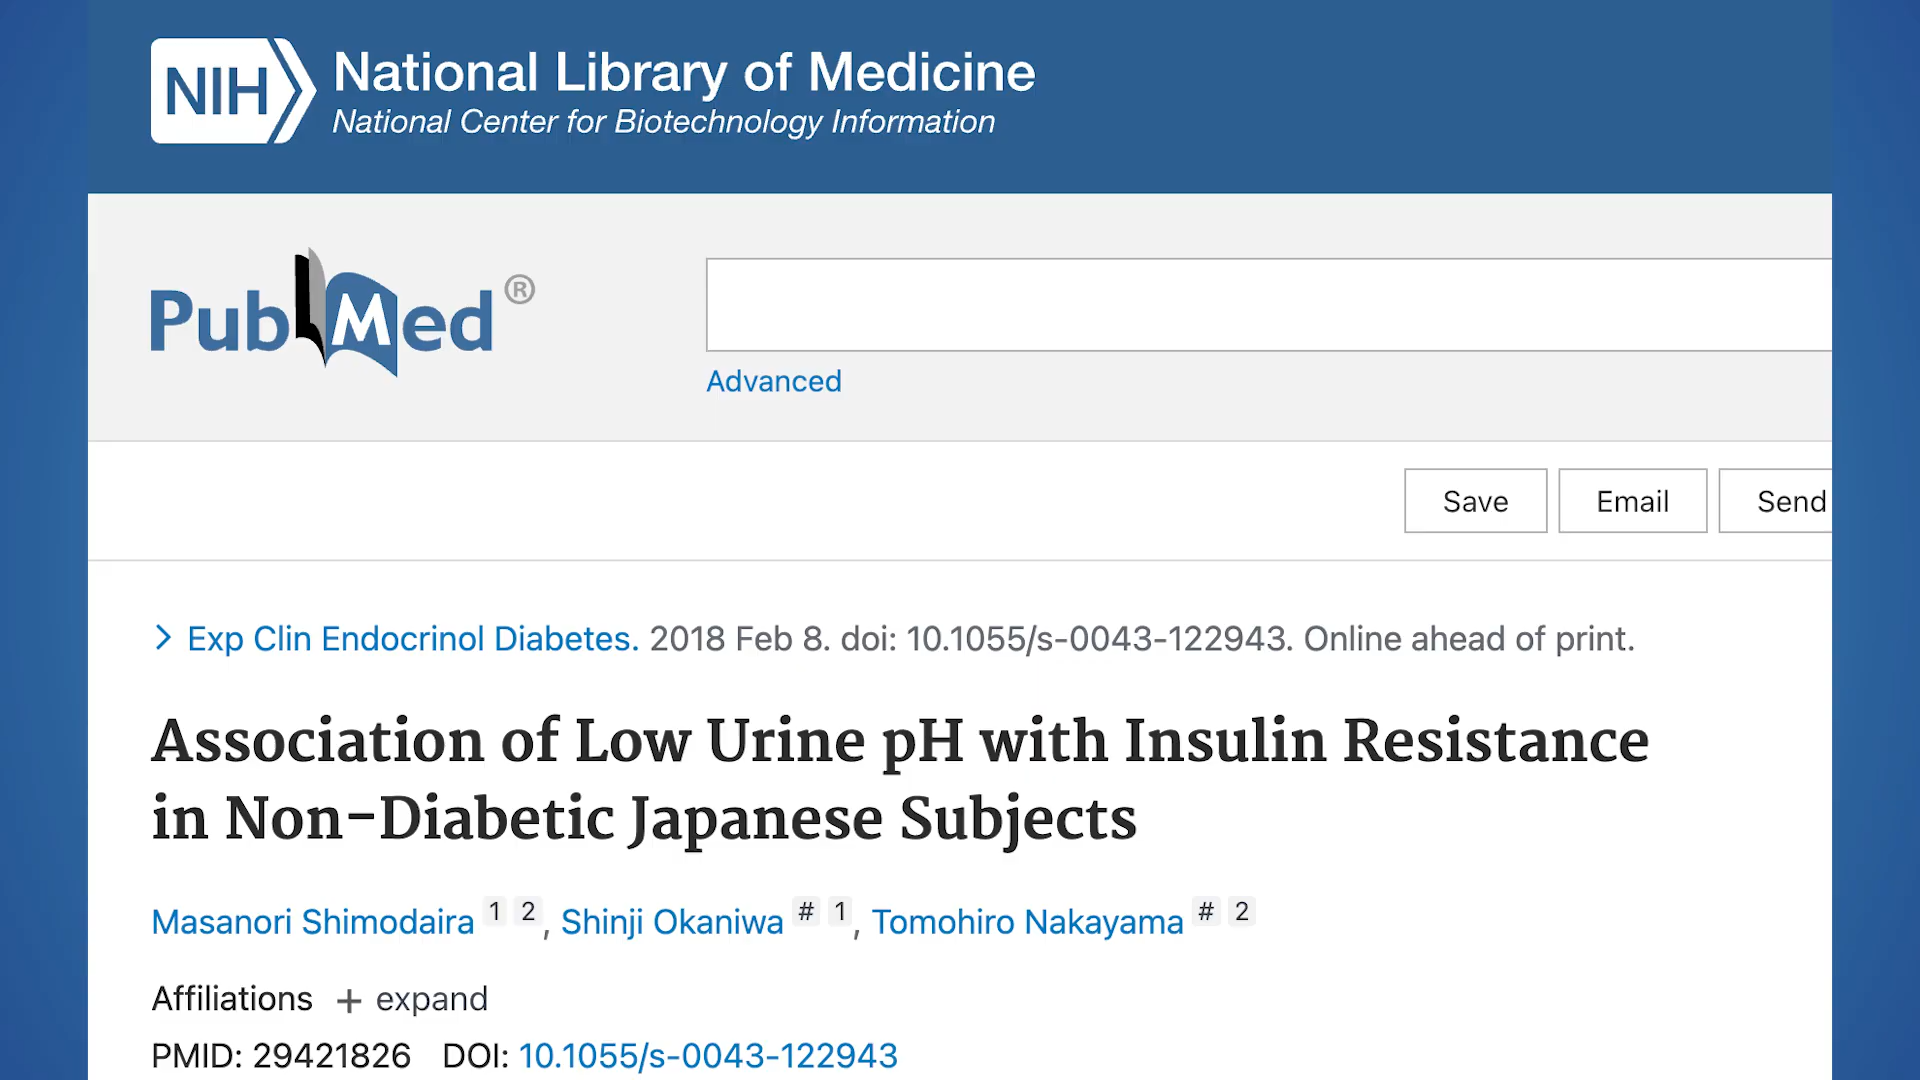 NIH National Library of Medicine
National Center for Biotechnology Information
PubMed®
Advanced
Save Email Send
> Exp Clin Endocrinol Diabetes. 2018 Feb 8. doi: 10.1055/s-0043-122943. Online ahead of print.
Association of Low Urine pH with Insulin Resistance
in Non-Diabetic Japanese Subjects
Masanori Shimodaira 1 2, Shinji Okaniwa # 1, Tomohiro Nakayama # 2
Affiliations + expand
PMID: 29421826 DOI: 10.1055/s-0043-122943